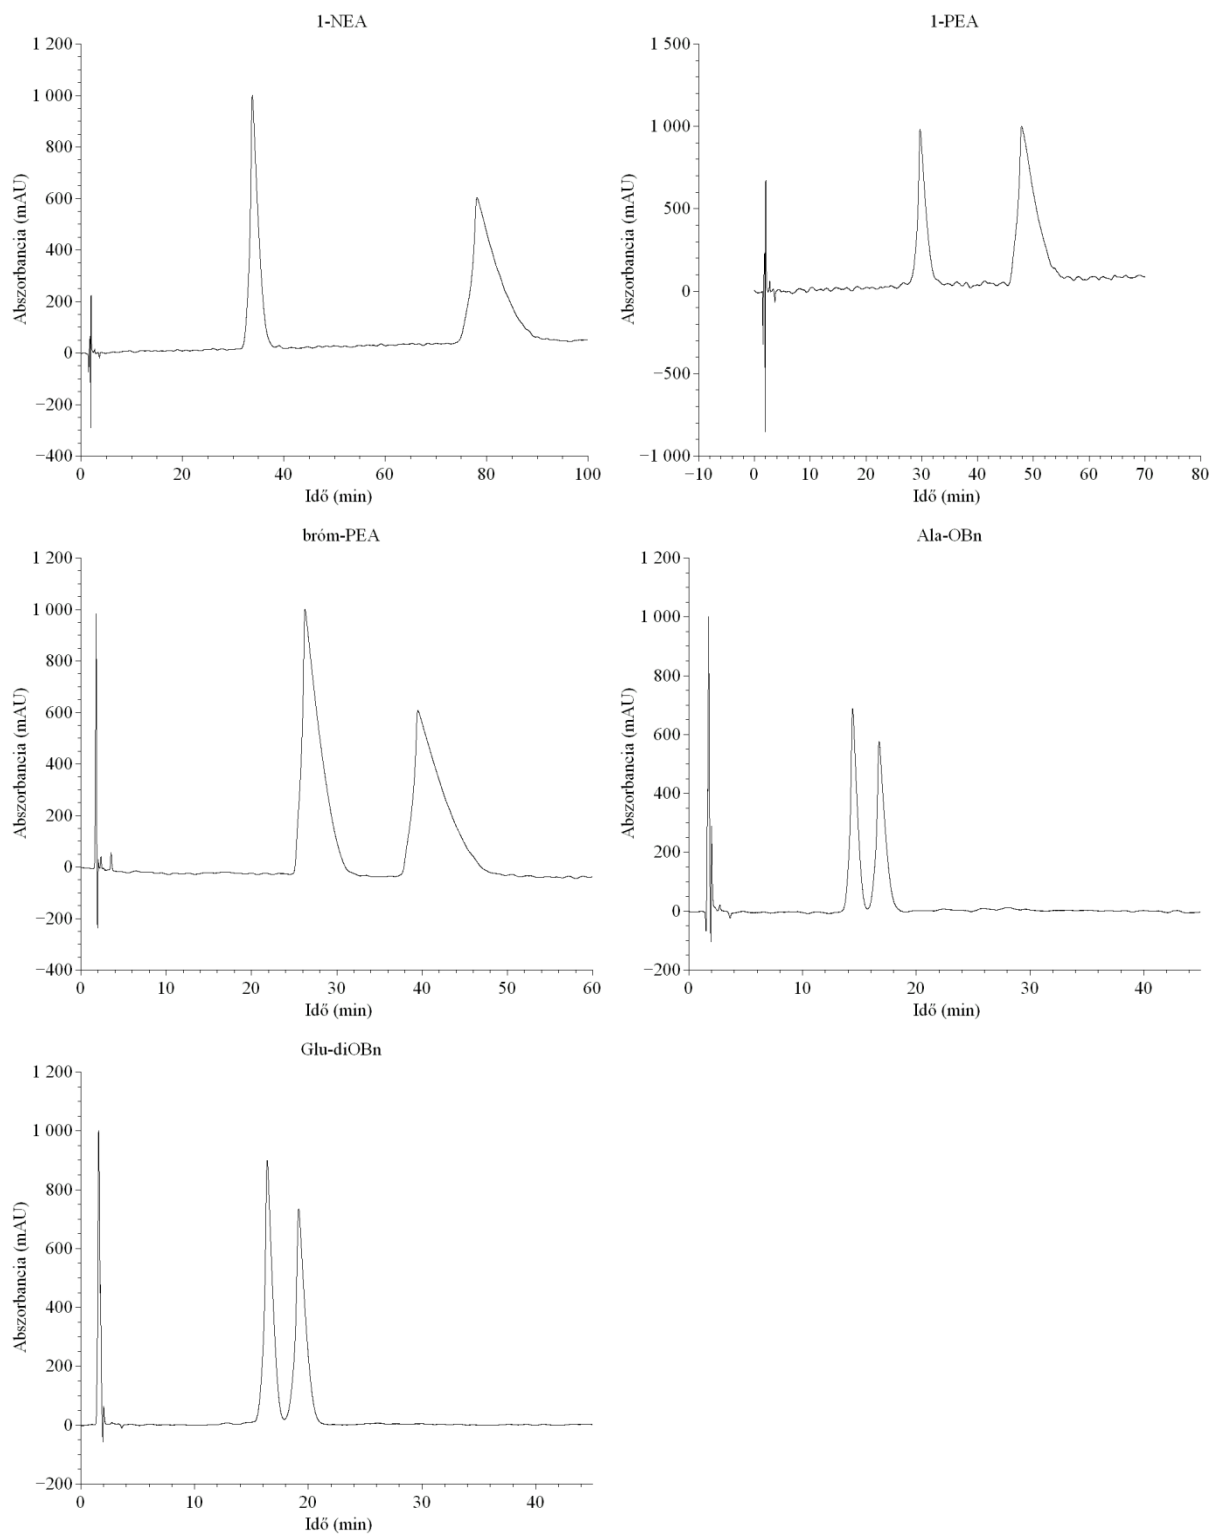 1-NEA
1 200
1 000
800
600
400
200
0
−200
−400
0 20 40 60 80 100
Abszorbancia (mAU)
Idő (min)
1-PEA
1 500
1 000
500
0
−500
−1 000
−10 0 10 20 30 40 50 60 70 80
Abszorbancia (mAU)
Idő (min)
bróm-PEA
1 200
1 000
800
600
400
200
0
−200
−400
0 10 20 30 40 50 60
Abszorbancia (mAU)
Idő (min)
Ala-OBn
1 200
1 000
800
600
400
200
0
−200
0 10 20 30 40
Abszorbancia (mAU)
Idő (min)
Glu-diOBn
1 200
1 000
800
600
400
200
0
−200
0 10 20 30 40
Abszorbancia (mAU)
Idő (min)